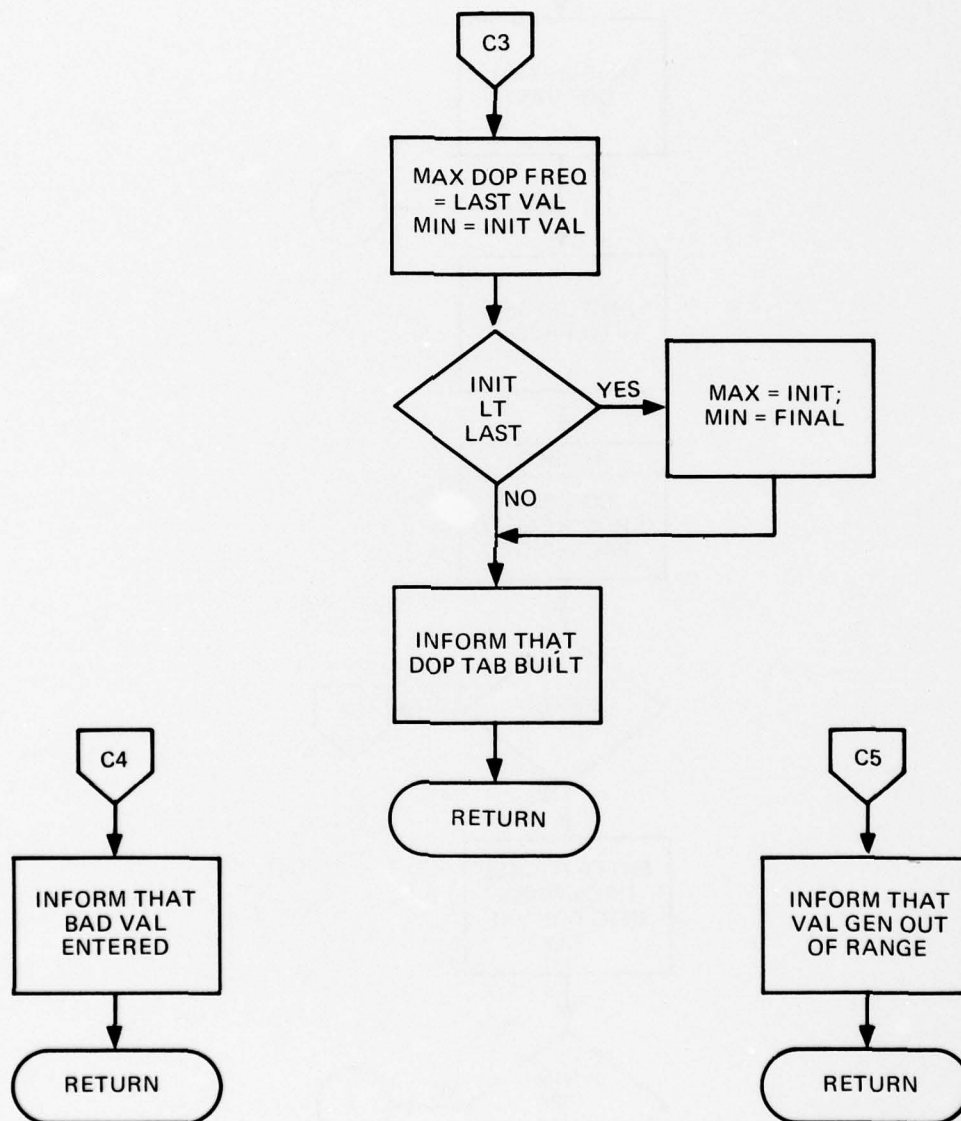 C3
MAX DOP FREQ
= LAST VAL
MIN = INIT VAL
INIT
LT
LAST
YES
MAX = INIT;
MIN = FINAL
NO
INFORM THAT
DOP TAB BUILT
RETURN
C4
INFORM THAT
BAD VAL
ENTERED
RETURN
C5
INFORM THAT
VAL GEN OUT
OF RANGE
RETURN